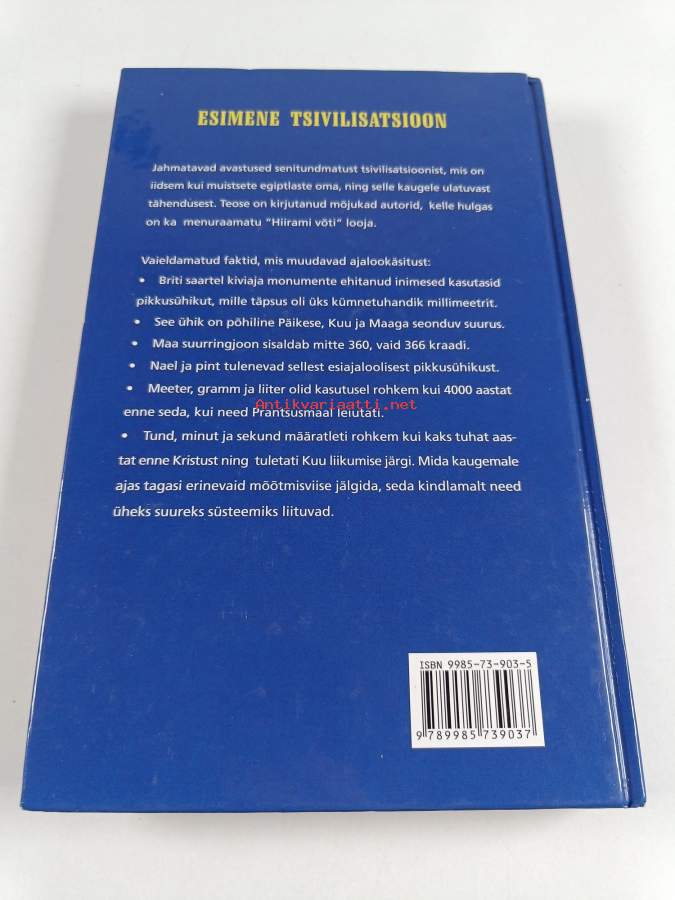 ESIMENE TSIVILISATSIOON
Jahmatavad avastused senitundmatust tsivilisatsioonist, mis on
iidsem kui muistsete egiptlaste oma, ning selle kaugele ulatuvast
tähendusest. Teose on kirjutanud mõjukad autorid, kelle hulgas
on ka menuraamatu "Hiirami võti" looja.
Vaieldamatud faktid, mis muudavad ajalookäsitust:
• Briti saartel kiviaja monumente ehitanud inimesed kasutasid
pikkusühikut, mille täpsus oli üks kümnetuhandik millimeetrit.
• See ühik on põhiline Päikese, Kuu ja Maaga seonduv suurus.
• Maa suurringjoon sisaldab mitte 360, vaid 366 kraadi.
• Nael ja pint tulenevad sellest esiajaloolisest pikkusühikust.
• Meeter, gramm ja liiter olid kasutusel rohkem kui 4000 aastat
Antikvariaatti.net
enne seda, kui need Prantsusmaal leiutati.
• Tund, minut ja sekund määratleti rohkem kui kaks tuhat aas-
tat enne Kristust ning tuletati Kuu liikumise järgi. Mida kaugemale
ajas tagasi erinevaid mõõtmisviise jälgida, seda kindlamalt need
üheks suureks süsteemiks liituvad.
ISBN 9985-73-903-5
9 789985 739037